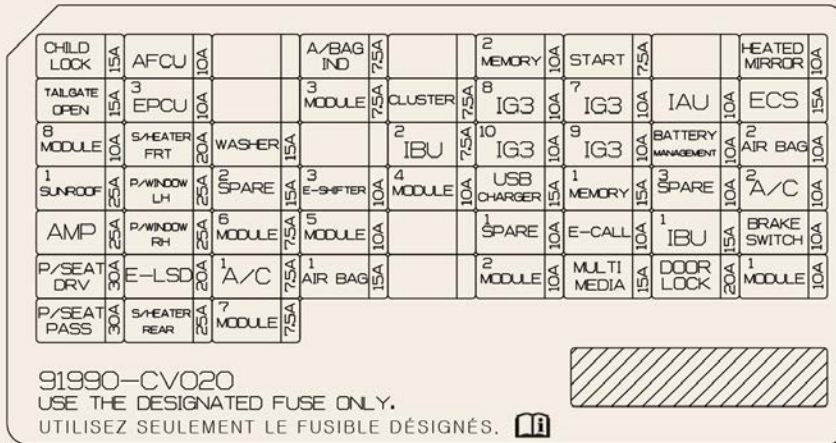 CHILD LOCK 15A AFCU 10A A/BAG IND 7.5A 2 MEMORY 10A START 7.5A HEATED MIRROR 10A
TAILGATE OPEN 15A 3 EPCU 10A 3 MODULE 7.5A CLUSTER 7.5A 8 IG3 10A 7 IG3 10A IAU 10A ECS 15A
8 MODULE 10A S/HEATER FRT 20A WASHER 15A 2 IBU 7.5A 10 IG3 10A 9 IG3 10A BATTERY MANAGEMENT 10A 2 AIR BAG 10A
1 SUNROOF 25A P/WINDOW LH 25A 2 SPARE 15A 3 E-SHIFTER 10A 4 MODULE 10A USB CHARGER 15A 1 MEMORY 15A 3 SPARE 10A 2 A/C 10A
AMP 25A P/WINDOW RH 25A 6 MODULE 7.5A 5 MODULE 10A 1 SPARE 10A E-CALL 10A 1 IBU 15A BRAKE SWITCH 10A
P/SEAT DRV 30A E-LSD 20A 1 A/C 7.5A 1 AIR BAG 15A 2 MODULE 10A MULTI MEDIA 15A DOOR LOCK 20A 1 MODULE 10A
P/SEAT PASS 30A S/HEATER REAR 25A 7 MODULE 7.5A
91990-CV020
USE THE DESIGNATED FUSE ONLY.
UTILISEZ SEULEMENT LE FUSIBLE DÉSIGNÉS.